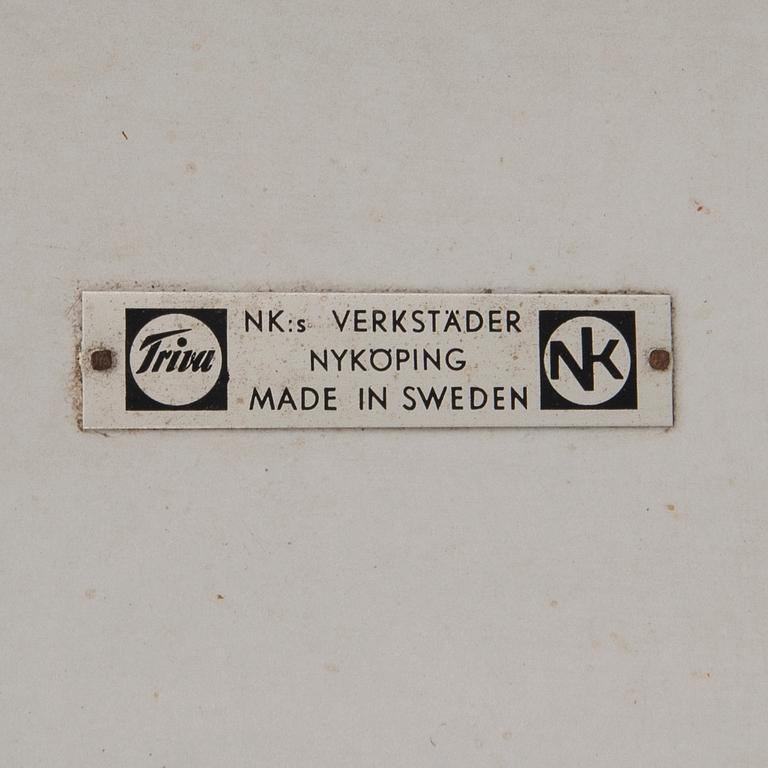 Triva
NK:s VERKSTÄDER
NYKÖPING
MADE IN SWEDEN
NK